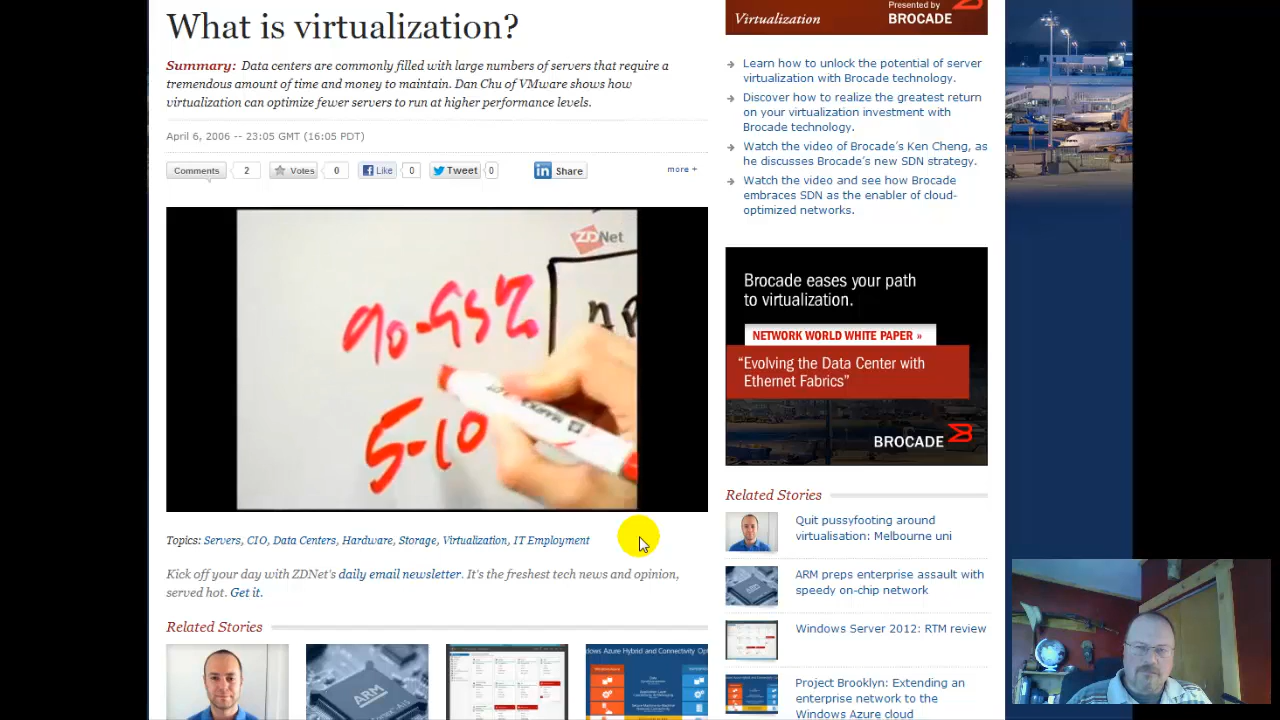 What is virtualization?
Summary: Data centers are commonly filled with large numbers of servers that require a
tremendous amount of time and money to maintain. Dan Chu of VMware shows how
virtualization can optimize fewer servers to run at higher performance levels.
April 6, 2006 -- 23:05 GMT (16:05 PDT)
Comments 2 Votes 0 Like 0 Tweet 0 Share more +
ZDNet
90-95%
5-10
Topics: Servers, CIO, Data Centers, Hardware, Storage, Virtualization, IT Employment
Kick off your day with ZDNet's daily email newsletter. It's the freshest tech news and opinion,
served hot. Get it.
Related Stories
Virtualization
Presented by
BROCADE
Learn how to unlock the potential of server
virtualization with Brocade technology.
Discover how to realize the greatest return
on your virtualization investment with
Brocade technology.
Watch the video of Brocade's Ken Cheng, as
he discusses Brocade's new SDN strategy.
Watch the video and see how Brocade
embraces SDN as the enabler of cloud-
optimized networks.
Brocade eases your path
to virtualization.
NETWORK WORLD WHITE PAPER »
“Evolving the Data Center with
Ethernet Fabrics”
BROCADE
Related Stories
Quit pussyfooting around
virtualisation: Melbourne uni
ARM preps enterprise assault with
speedy on-chip network
Windows Server 2012: RTM review
Project Brooklyn: Extending an
enterprise network to the
Windows Azure cloud